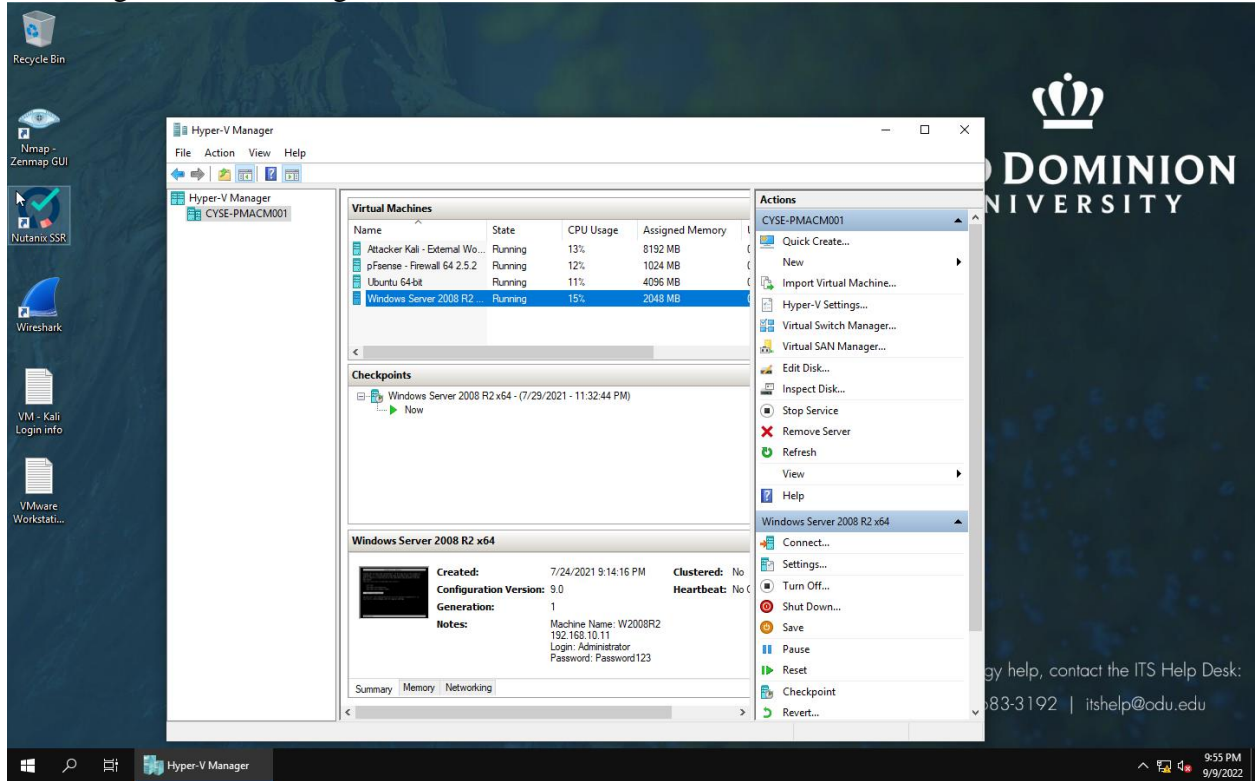 Recycle Bin
Nmap -
Zenmap GUI
Nutanix SSR
Wireshark
VM - Kali
Login info
VMware
Workstati...
Hyper-V Manager
File Action View Help
Hyper-V Manager
CYSE-PMACM001
Virtual Machines
Name State CPU Usage Assigned Memory
Attacker Kali - External Wo... Running 13% 8192 MB
pFsense - Firewall 64 2.5.2 Running 12% 1024 MB
Ubuntu 64-bit Running 11% 4096 MB
Windows Server 2008 R2 ... Running 15% 2048 MB
Checkpoints
Windows Server 2008 R2 x64 - (7/29/2021 - 11:32:44 PM)
Now
Windows Server 2008 R2 x64
Created: 7/24/2021 9:14:16 PM Clustered: No
Configuration Version: 9.0 Heartbeat: No
Generation: 1
Notes: Machine Name: W2008R2
192.168.10.11
Login: Administrator
Password: Password123
Summary Memory Networking
Actions
CYSE-PMACM001
Quick Create...
New
Import Virtual Machine...
Hyper-V Settings...
Virtual Switch Manager...
Virtual SAN Manager...
Edit Disk...
Inspect Disk...
Stop Service
Remove Server
Refresh
View
Help
Windows Server 2008 R2 x64
Connect...
Settings...
Turn Off...
Shut Down...
Save
Pause
Reset
Checkpoint
Revert...
DOMINION
NIVERSITY
gy help, contact the ITS Help Desk:
83-3192 | itshelp@odu.edu
Hyper-V Manager
9:55 PM
9/9/2022